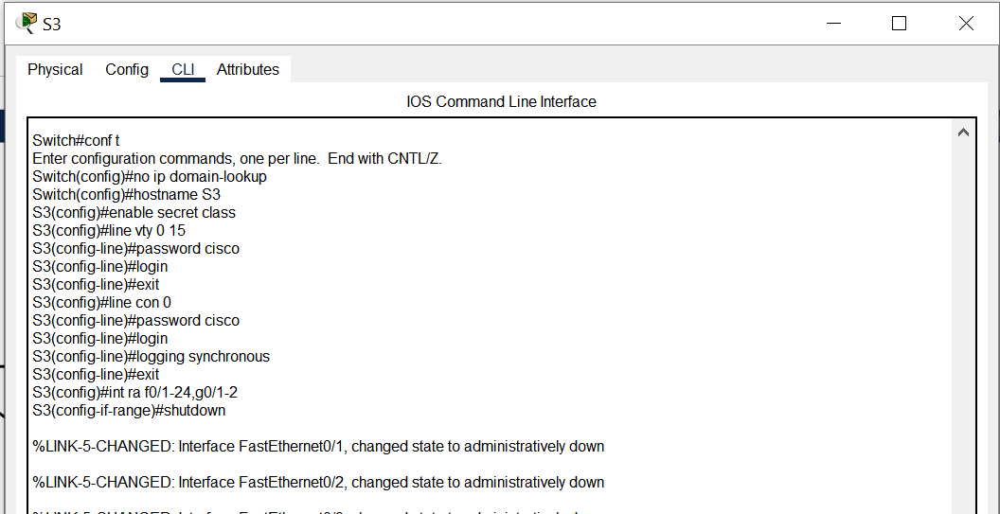 S3
Physical Config CLI Attributes
IOS Command Line Interface
Switch#conf t
Enter configuration commands, one per line.  End with CNTL/Z.
Switch(config)#no ip domain-lookup
Switch(config)#hostname S3
S3(config)#enable secret class
S3(config)#line vty 0 15
S3(config-line)#password cisco
S3(config-line)#login
S3(config-line)#exit
S3(config)#line con 0
S3(config-line)#password cisco
S3(config-line)#login
S3(config-line)#logging synchronous
S3(config-line)#exit
S3(config)#int ra f0/1-24,g0/1-2
S3(config-if-range)#shutdown
%LINK-5-CHANGED: Interface FastEthernet0/1, changed state to administratively down
%LINK-5-CHANGED: Interface FastEthernet0/2, changed state to administratively down